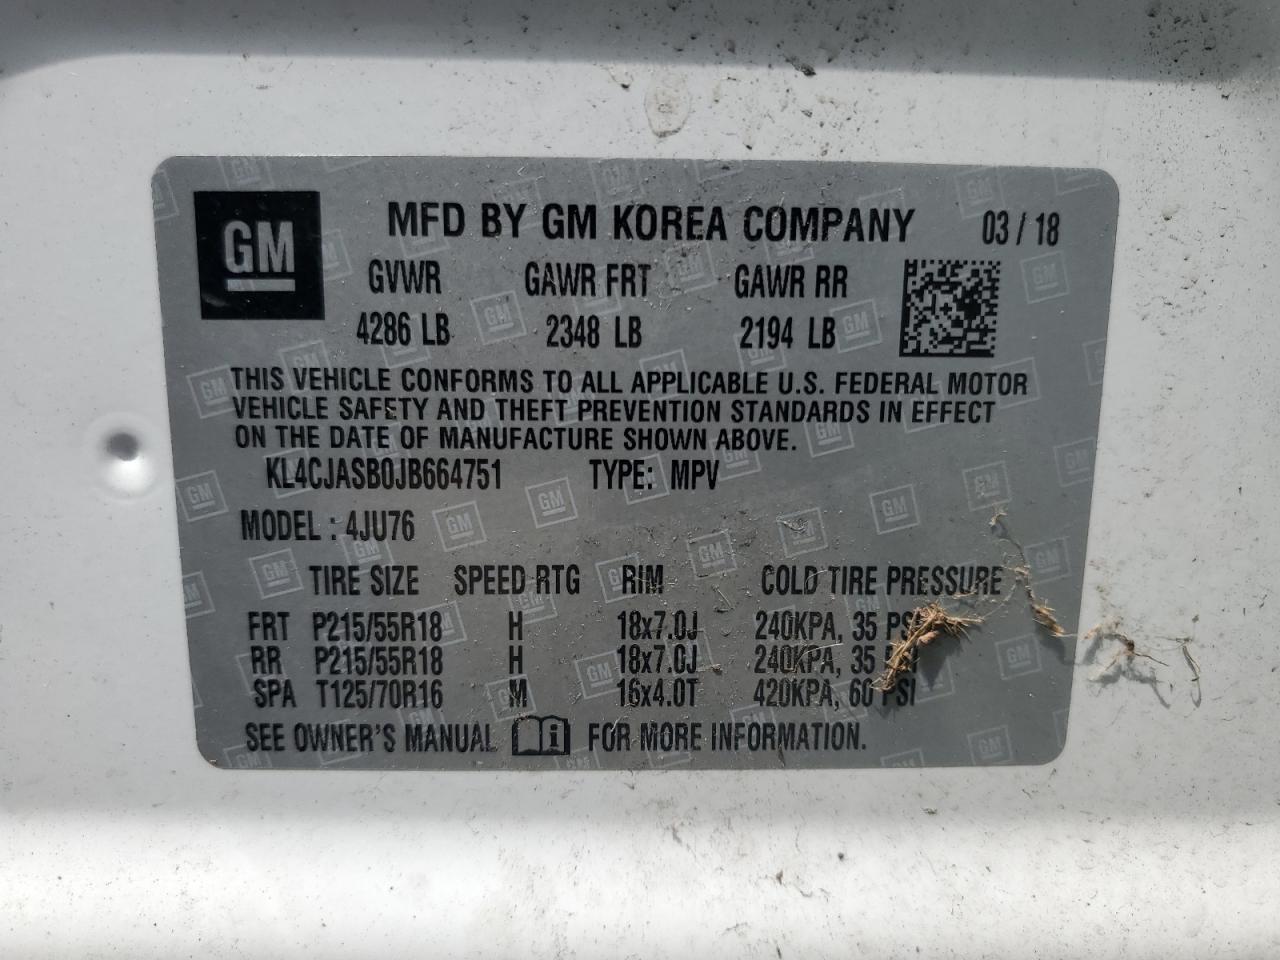 GM MFD BY GM KOREA COMPANY 03 / 18
GVWR GAWR FRT GAWR RR
4286 LB 2348 LB 2194 LB
THIS VEHICLE CONFORMS TO ALL APPLICABLE U.S. FEDERAL MOTOR
VEHICLE SAFETY AND THEFT PREVENTION STANDARDS IN EFFECT
ON THE DATE OF MANUFACTURE SHOWN ABOVE.
KL4CJASB0JB664751 TYPE: MPV
MODEL : 4JU76
TIRE SIZE SPEED RTG RIM COLD TIRE PRESSURE
FRT P215/55R18 H 18x7.0J 240KPA, 35 PSI
RR P215/55R18 H 18x7.0J 240KPA, 35 PSI
SPA T125/70R16 M 16x4.0T 420KPA, 60 PSI
SEE OWNER'S MANUAL i FOR MORE INFORMATION.